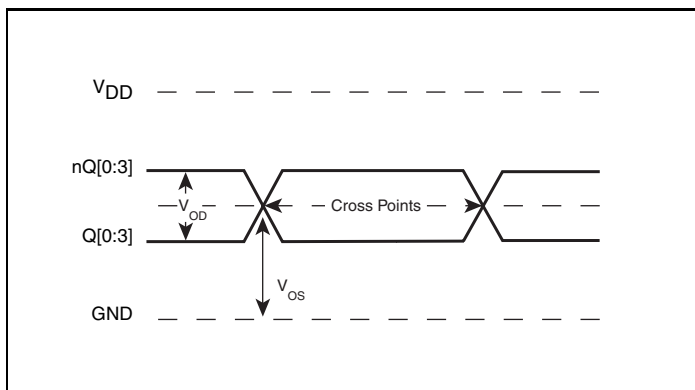 VDD
nQ[0:3]
VOD
Cross Points
Q[0:3]
VOS
GND